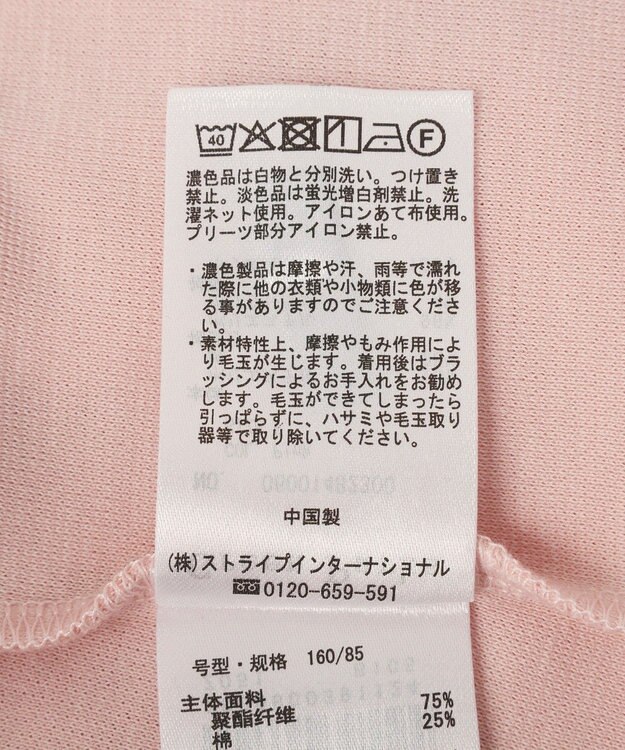 40 F
濃色品は白物と分別洗い。つけ置き
禁止。淡色品は蛍光増白剤禁止。洗
濯ネット使用。アイロンあて布使用。
プリーツ部分アイロン禁止。
・濃色製品は摩擦や汗、雨等で濡れ
た際に他の衣類や小物類に色が移
る事がありますのでご注意くださ
い。
・素材特性上、摩擦やもみ作用によ
り毛玉が生じます。着用後はブラ
ッシングによるお手入れをお勧め
します。毛玉ができてしまったら
引っぱらずに、ハサミや毛玉取り
器等で取り除いてください。
中国製
(株)ストライプインターナショナル
0120-659-591
号型・规格 160/85
主体面料 75%
聚酯纤维 25%
棉